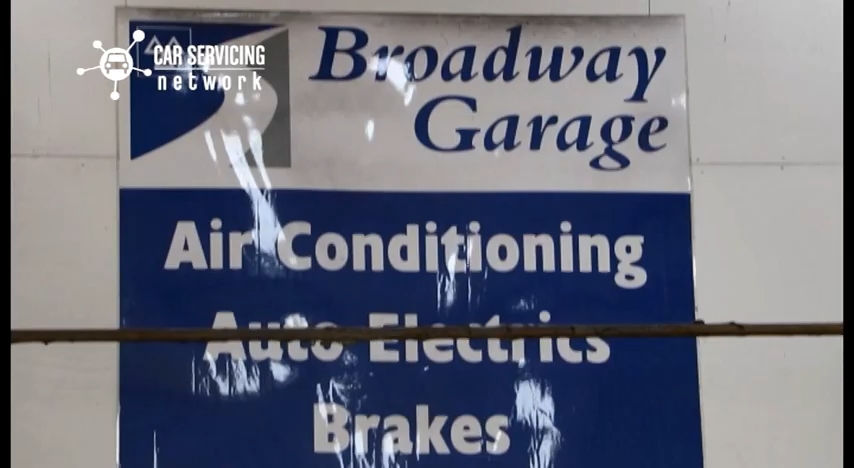 CAR SERVICING
network
Broadway
Garage
Air Conditioning
Auto Electrics
Brakes